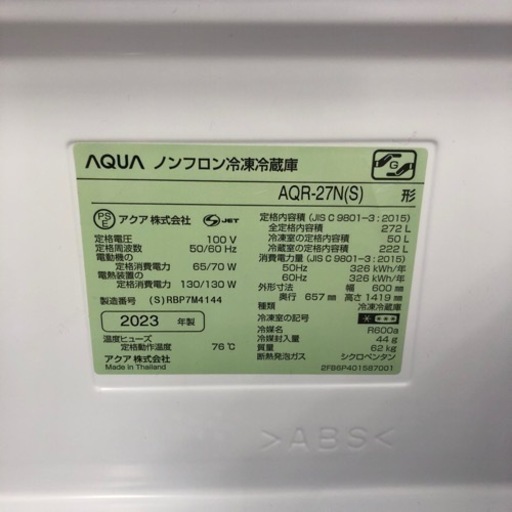 AQUA ノンフロン冷凍冷蔵庫
AQR-27N(S) 形
PS E アクア株式会社 S-JET
定格電圧 100 V
定格周波数 50/60 Hz
電動機の
定格消費電力 65/70 W
電熱装置の
定格消費電力 130/130 W
製造番号 (S)RBP7M4144
2023 年製
温度ヒューズ
定格動作温度 76℃
アクア株式会社
Made in Thailand
定格内容積 (JIS C 9801-3 : 2015)
全定格内容積 272 L
冷凍室の定格内容積 50 L
冷蔵室の定格内容積 222 L
消費電力量 (JIS C 9801-3 : 2015)
50Hz 326 kWh/年
60Hz 326 kWh/年
外形寸法 幅 600 mm
奥行 657 mm 高さ 1419 mm
種類 冷凍冷蔵庫
冷凍室の記号
冷媒名 R600a
冷媒封入量 44 g
質量 62 kg
断熱発泡ガス シクロペンタン
2FB6P401587001
>ABS<